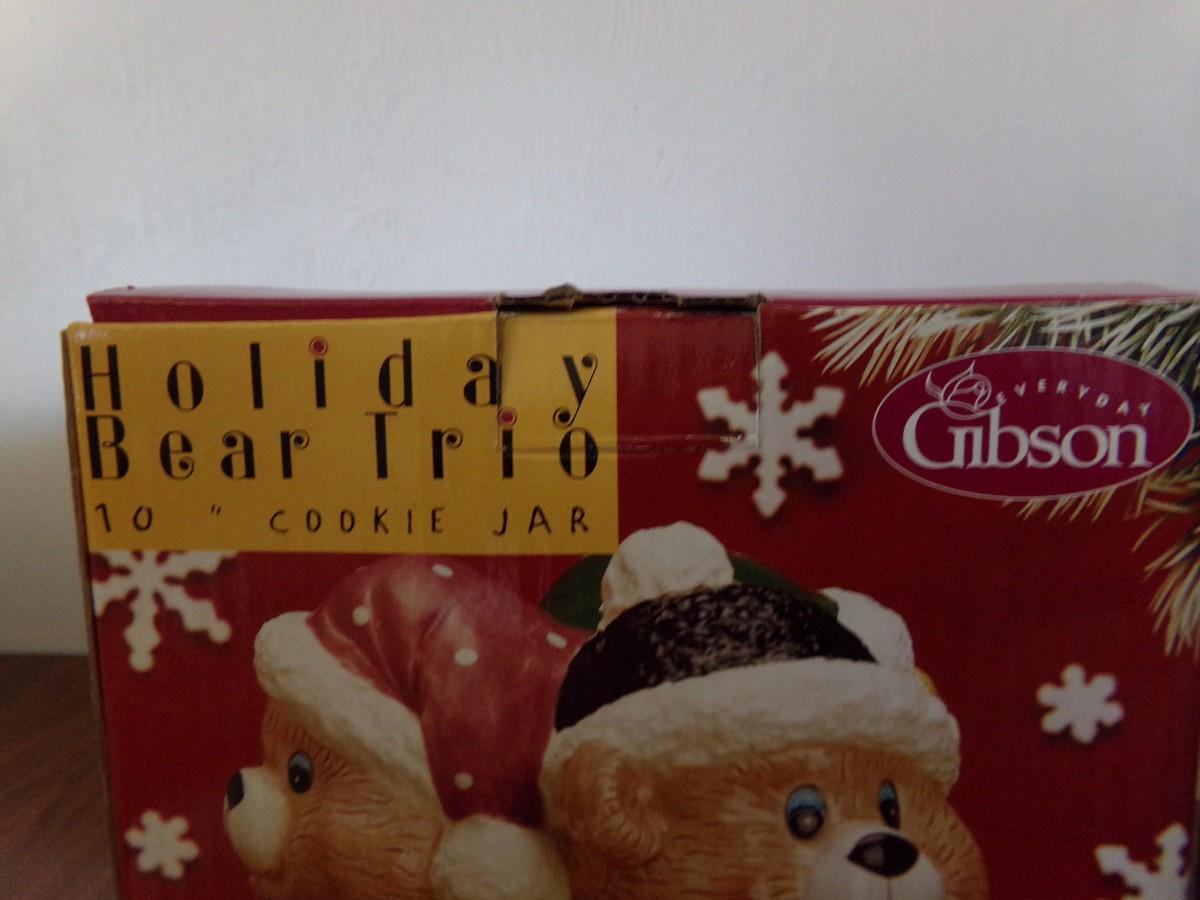 Holiday
Bear Trio
10 " COOKIE JAR
EVERYDAY
Gibson